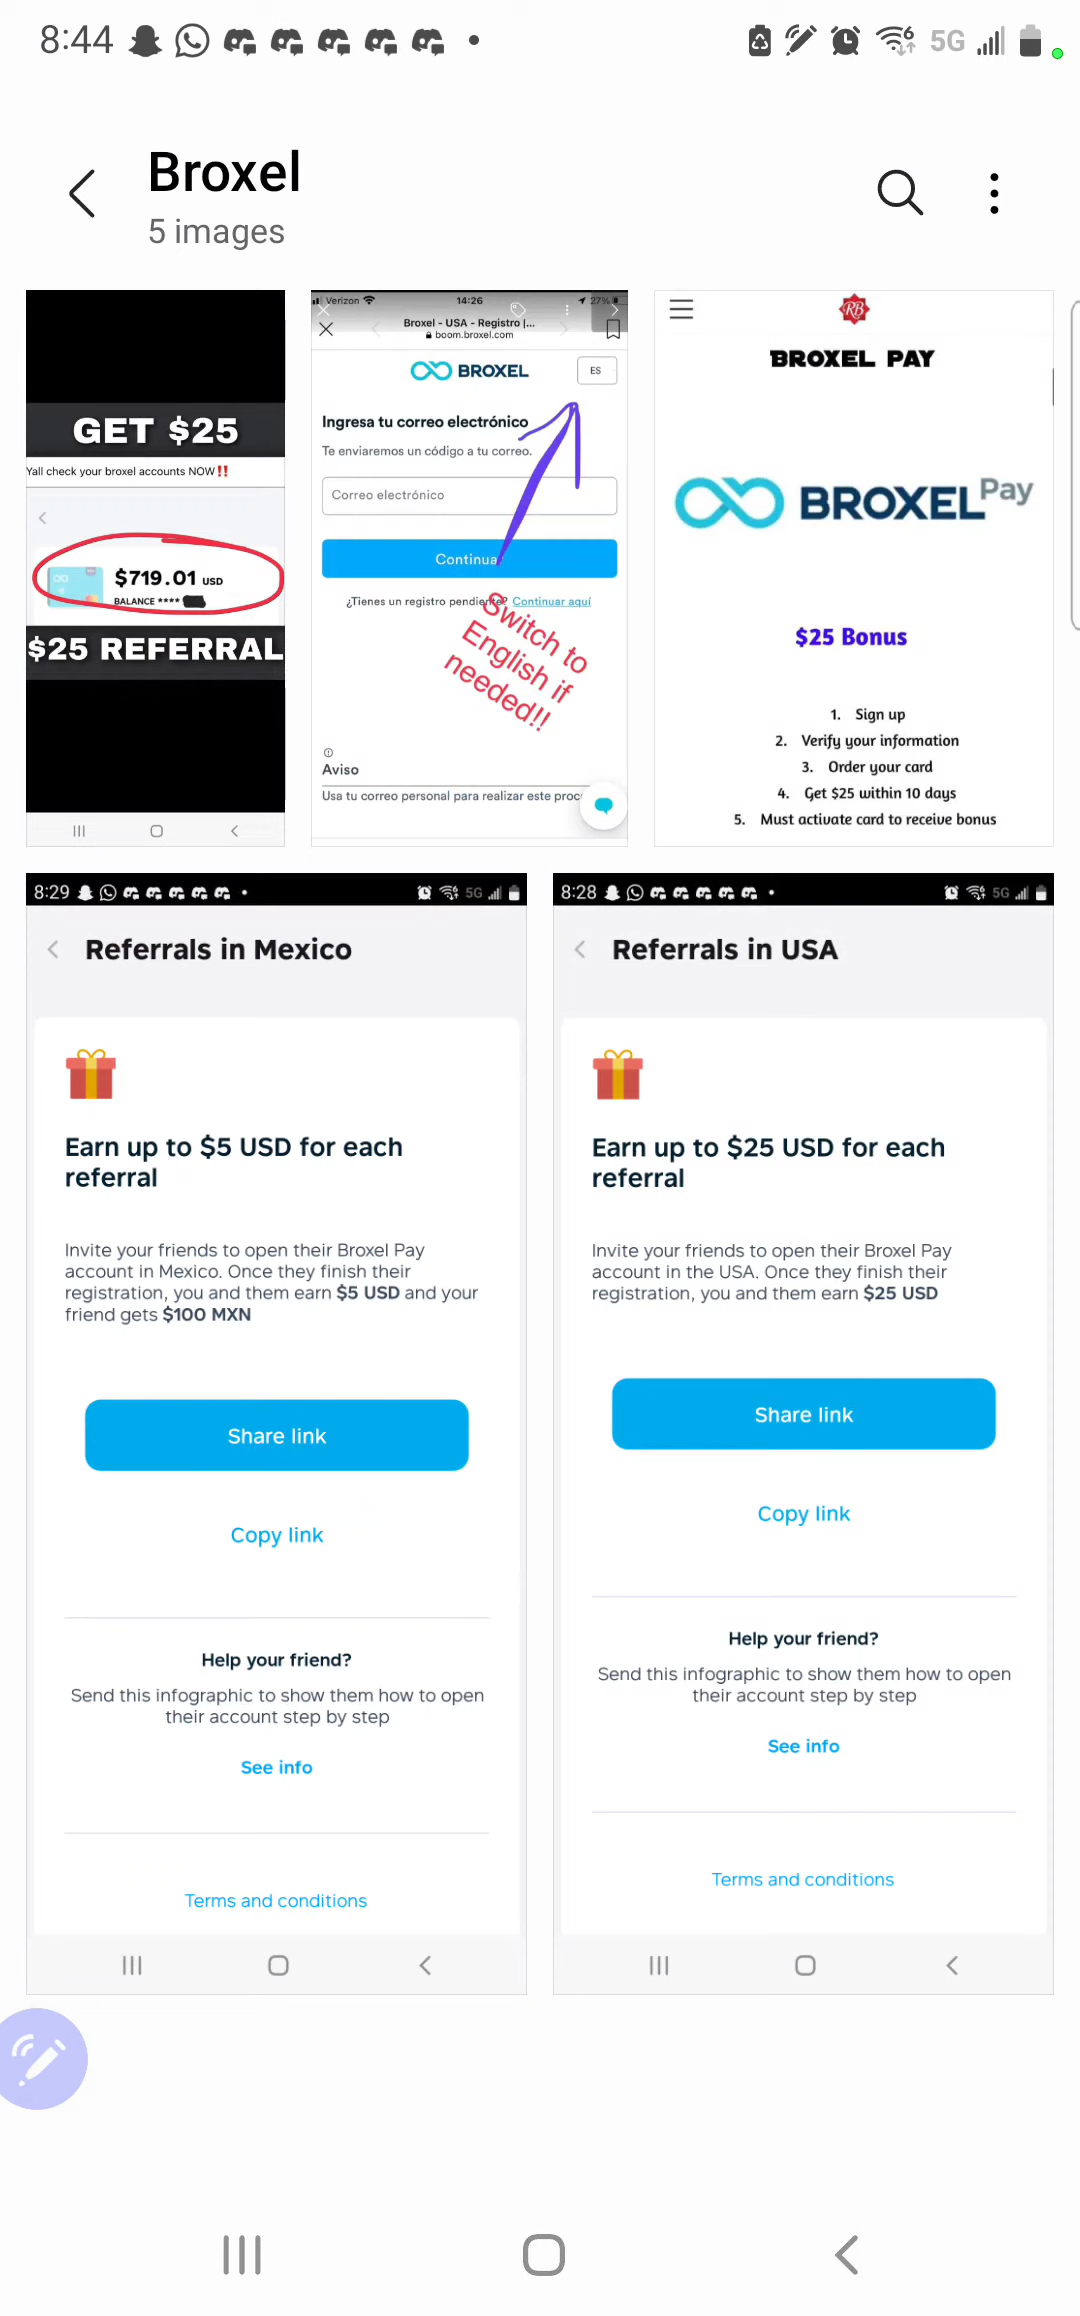 8:44
5G
Broxel
5 images
GET $25
Yall check your broxel accounts NOW‼️
$719.01 USD
BALANCE ****
$25 REFERRAL
Verizon 14:26 27%
Broxel - USA - Registro |...
boom.broxel.com
BROXEL
ES
Ingresa tu correo electrónico
Te enviaremos un código a tu correo.
Correo electrónico
Continua
¿Tienes un registro pendiente? Continuar aquí
Switch to
English if
needed!!
Aviso
Usa tu correo personal para realizar este proc
RB
BROXEL PAY
BROXEL Pay
$25 Bonus
1. Sign up
2. Verify your information
3. Order your card
4. Get $25 within 10 days
5. Must activate card to receive bonus
8:29 5G
Referrals in Mexico
Earn up to $5 USD for each
referral
Invite your friends to open their Broxel Pay
account in Mexico. Once they finish their
registration, you and them earn $5 USD and your
friend gets $100 MXN
Share link
Copy link
Help your friend?
Send this infographic to show them how to open
their account step by step
See info
Terms and conditions
8:28 5G
Referrals in USA
Earn up to $25 USD for each
referral
Invite your friends to open their Broxel Pay
account in the USA. Once they finish their
registration, you and them earn $25 USD
Share link
Copy link
Help your friend?
Send this infographic to show them how to open
their account step by step
See info
Terms and conditions